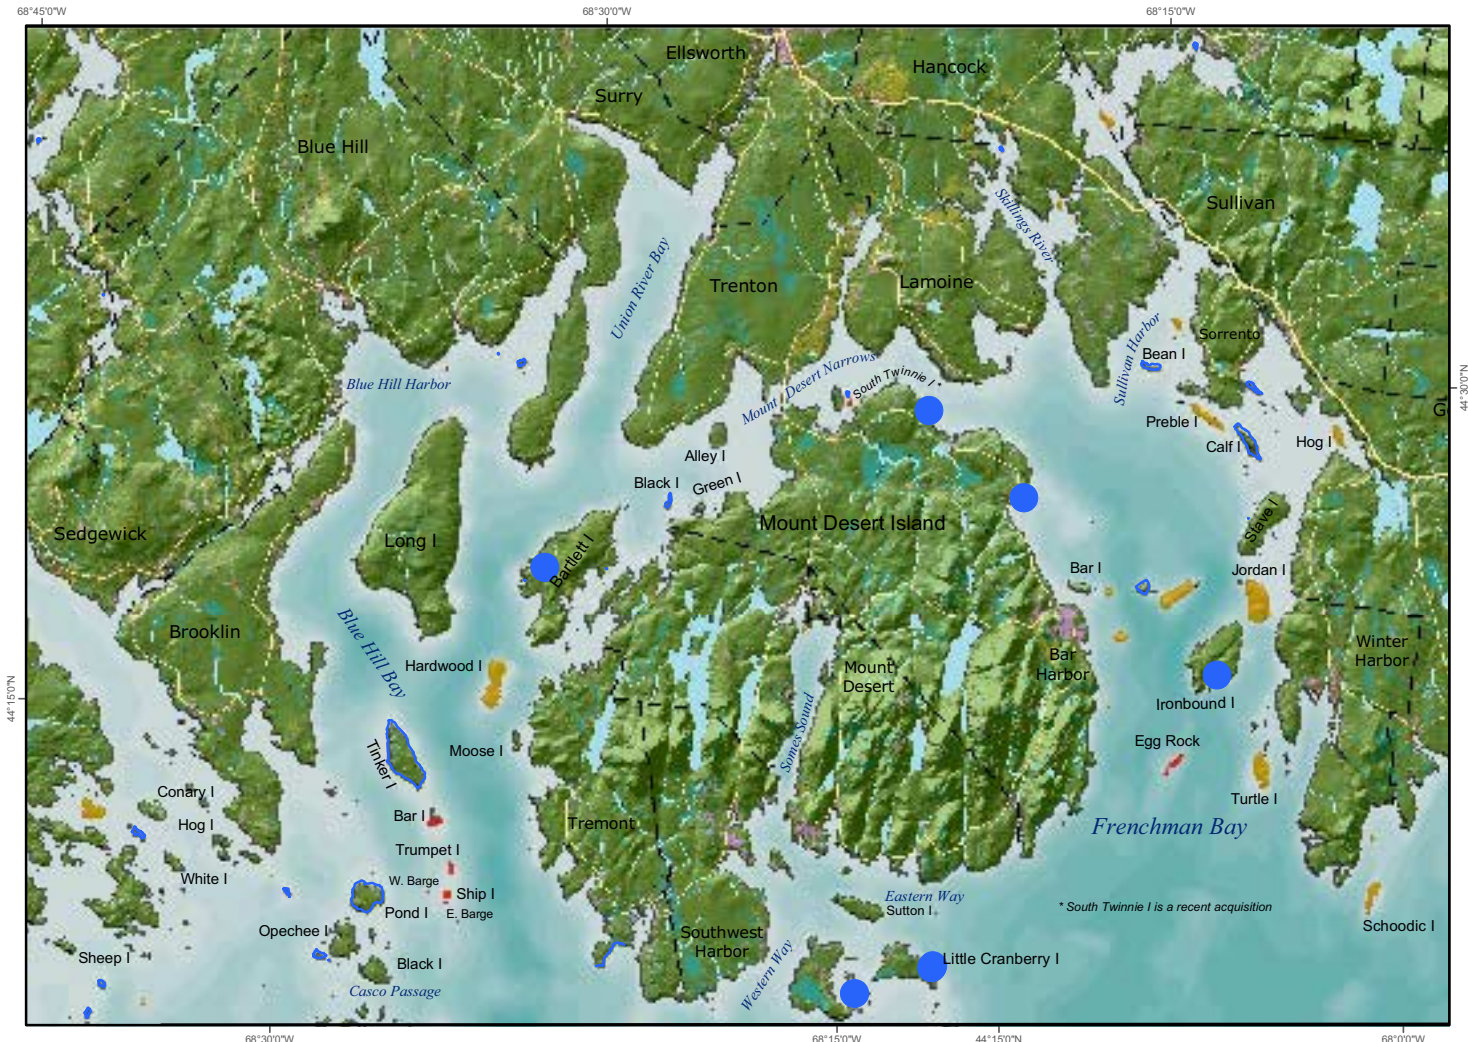 68°45'0"W
68°30'0"W
68°15'0"W
Ellsworth
Hancock
Surry
Blue Hill
Sullivan
Skillings River
Union River Bay
Trenton
Lamoine
Sorrento
Sullivan Harbor
Bean I
Blue Hill Harbor
Mount Desert Narrows
South Twinnie I *
44°30'0"N
Preble I
Calf I
Hog I
Alley I
Black I
Green I
Mount Desert Island
Stave I
Sedgewick
Long I
Bartlett I
Bar I
Jordan I
Brooklin
Blue Hill Bay
Hardwood I
Mount
Desert
Bar
Harbor
Winter
Harbor
44°15'0"N
Ironbound I
Somes Sound
Moose I
Egg Rock
Tinker I
Conary I
Turtle I
Hog I
Bar I
Tremont
Frenchman Bay
Trumpet I
White I
W. Barge
Ship I
Eastern Way
Pond I
E. Barge
Sutton I
* South Twinnie I is a recent acquisition
Opechee I
Southwest
Harbor
Schoodic I
Sheep I
Black I
Western Way
Little Cranberry I
Casco Passage
68°30'0"W
68°15'0"W
44°15'0"N
68°0'0"W